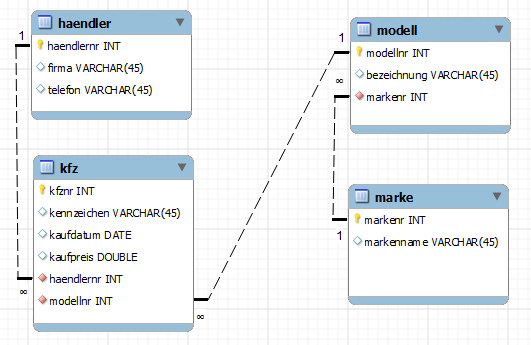 haendler
1
haendlernr INT
firma VARCHAR(45)
telefon VARCHAR(45)
kfz
kfznr INT
kennzeichen VARCHAR(45)
kaufdatum DATE
kaufpreis DOUBLE
haendlernr INT
∞
modellnr INT
∞
modell
1
modellnr INT
∞
bezeichnung VARCHAR(45)
markenr INT
marke
markenr INT
1
markenname VARCHAR(45)